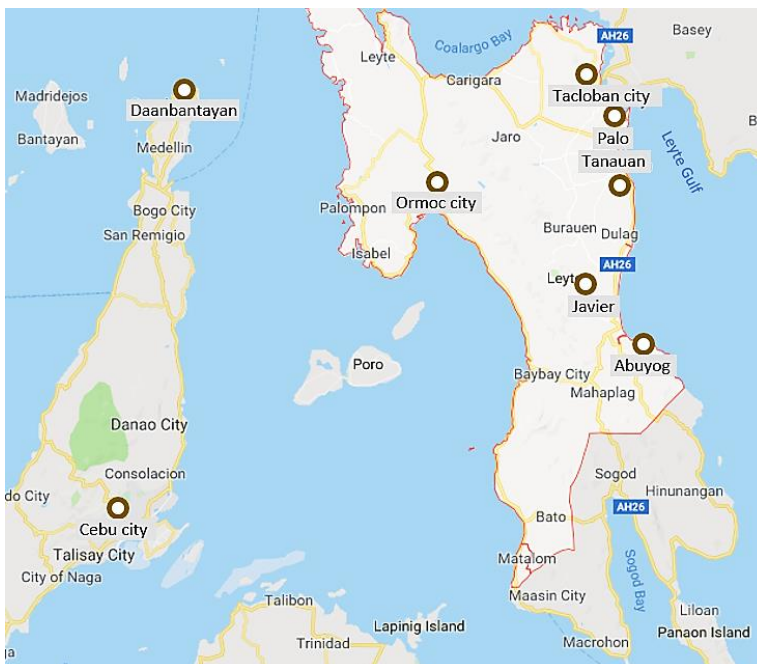 AH26
Basey
Coalargo Bay
Leyte
Carigara
Tacloban city
Madridejos
Daanbantayan
Bantayan
Medellin
Jaro
Palo
Tanauan
Leyte Gulf
B
Bogo City
Palompon
Ormoc city
San Remigio
Burauen
Dulag
Isabel
AH26
Leyt
Javier
Poro
Abuyog
Baybay City
Mahaplag
Danao City
Consolacion
Sogod
Hinunangan
do City
AH26
Cebu city
Bato
Talisay City
Matalom
City of Naga
Sogod Bay
Maasin City
Talibon
Liloan
Lapinig Island
Panaon Island
Trinidad
Macrohon
a